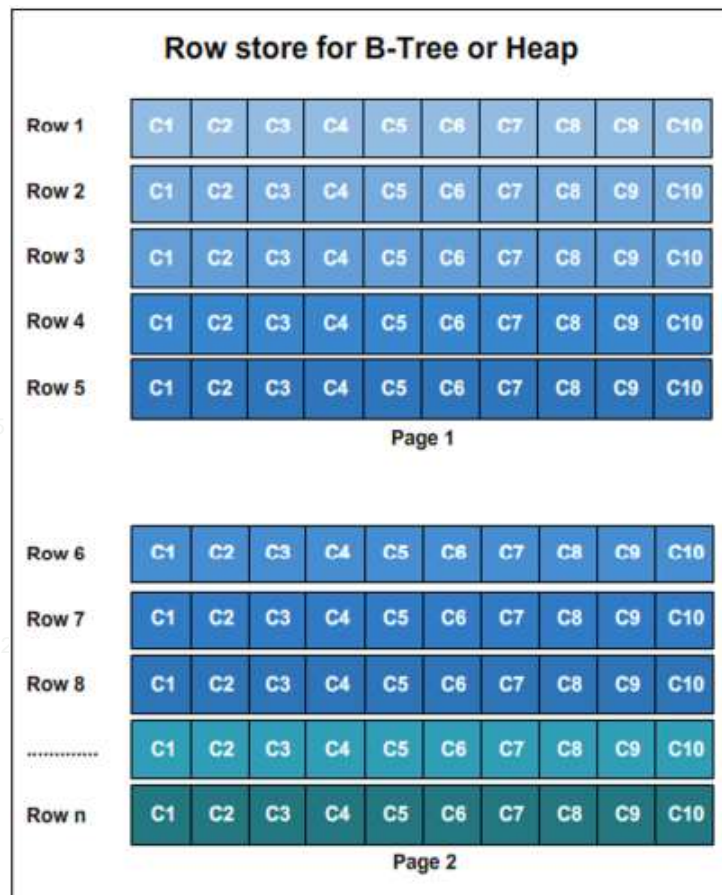 Row store for B-Tree or Heap
Row 1 C1 C2 C3 C4 C5 C6 C7 C8 C9 C10
Row 2 C1 C2 C3 C4 C5 C6 C7 C8 C9 C10
Row 3 C1 C2 C3 C4 C5 C6 C7 C8 C9 C10
Row 4 C1 C2 C3 C4 C5 C6 C7 C8 C9 C10
Row 5 C1 C2 C3 C4 C5 C6 C7 C8 C9 C10
Page 1
Row 6 C1 C2 C3 C4 C5 C6 C7 C8 C9 C10
Row 7 C1 C2 C3 C4 C5 C6 C7 C8 C9 C10
Row 8 C1 C2 C3 C4 C5 C6 C7 C8 C9 C10
............. C1 C2 C3 C4 C5 C6 C7 C8 C9 C10
Row n C1 C2 C3 C4 C5 C6 C7 C8 C9 C10
Page 2